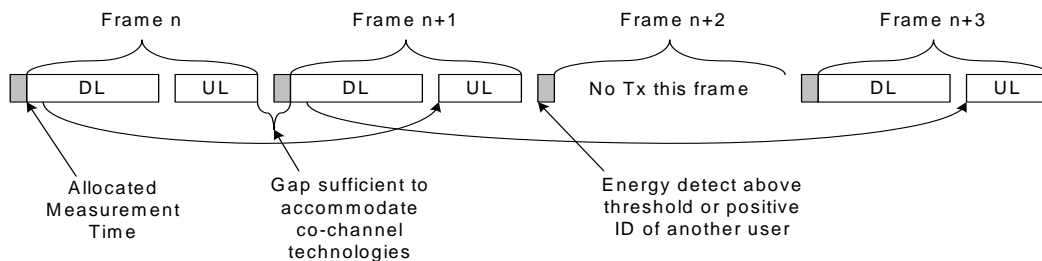 Frame n
Frame n+1
Frame n+2
Frame n+3
DL
UL
DL
UL
No Tx this frame
DL
UL
Allocated
Measurement
Time
Gap sufficient to
accommodate
co-channel
technologies
Energy detect above
threshold or positive
ID of another user